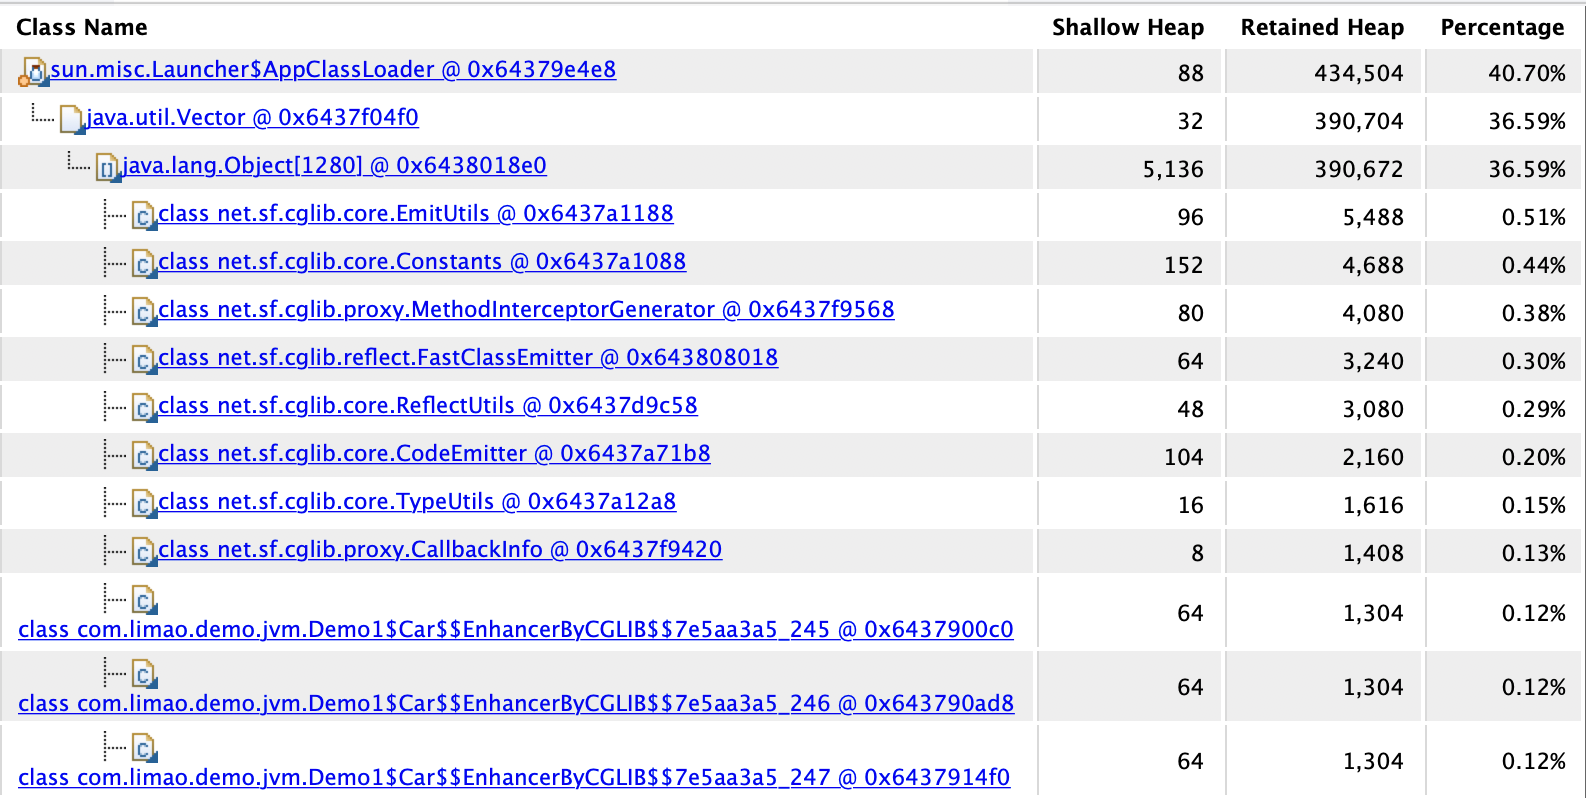 Class Name Shallow Heap Retained Heap Percentage
sun.misc.Launcher$AppClassLoader @ 0x64379e4e8 88 434,504 40.70%
java.util.Vector @ 0x6437f04f0 32 390,704 36.59%
java.lang.Object[1280] @ 0x6438018e0 5,136 390,672 36.59%
class net.sf.cglib.core.EmitUtils @ 0x6437a1188 96 5,488 0.51%
class net.sf.cglib.core.Constants @ 0x6437a1088 152 4,688 0.44%
class net.sf.cglib.proxy.MethodInterceptorGenerator @ 0x6437f9568 80 4,080 0.38%
class net.sf.cglib.reflect.FastClassEmitter @ 0x643808018 64 3,240 0.30%
class net.sf.cglib.core.ReflectUtils @ 0x6437d9c58 48 3,080 0.29%
class net.sf.cglib.core.CodeEmitter @ 0x6437a71b8 104 2,160 0.20%
class net.sf.cglib.core.TypeUtils @ 0x6437a12a8 16 1,616 0.15%
class net.sf.cglib.proxy.CallbackInfo @ 0x6437f9420 8 1,408 0.13%
class com.limao.demo.jvm.Demo1$Car$$EnhancerByCGLIB$$7e5aa3a5_245 @ 0x6437900c0 64 1,304 0.12%
class com.limao.demo.jvm.Demo1$Car$$EnhancerByCGLIB$$7e5aa3a5_246 @ 0x643790ad8 64 1,304 0.12%
class com.limao.demo.jvm.Demo1$Car$$EnhancerByCGLIB$$7e5aa3a5_247 @ 0x6437914f0 64 1,304 0.12%